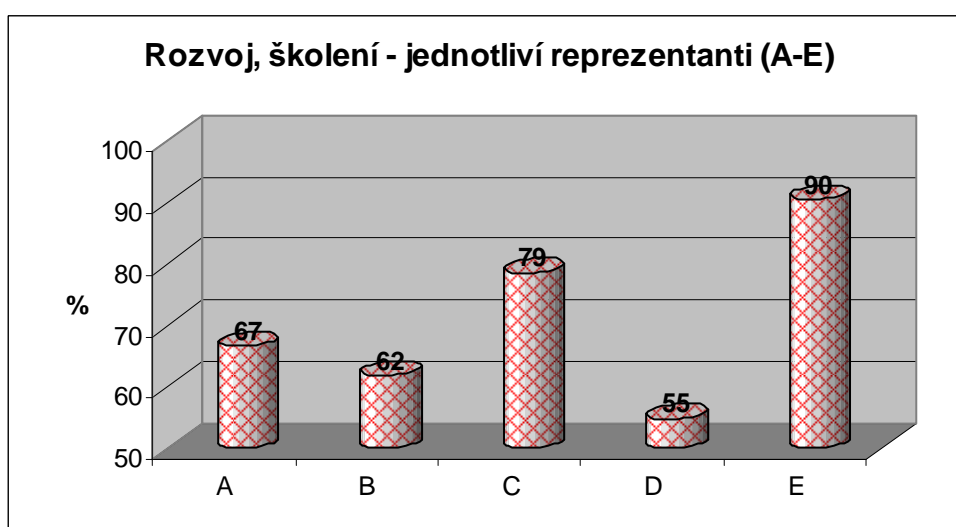 Rozvoj, školení - jednotliví reprezentanti (A-E)
100
90
80
70
60
50
%
67
62
79
55
90
A
B
C
D
E